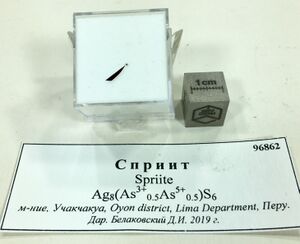 1cm
96862
Сприит
Spriite
Ag₈(As³⁺₀.₅As⁵⁺₀.₅)S₆
м-ние. Учакчакуа, Oyon district, Lima Department, Перу.
Дар. Белаковский Д.И. 2019 г.